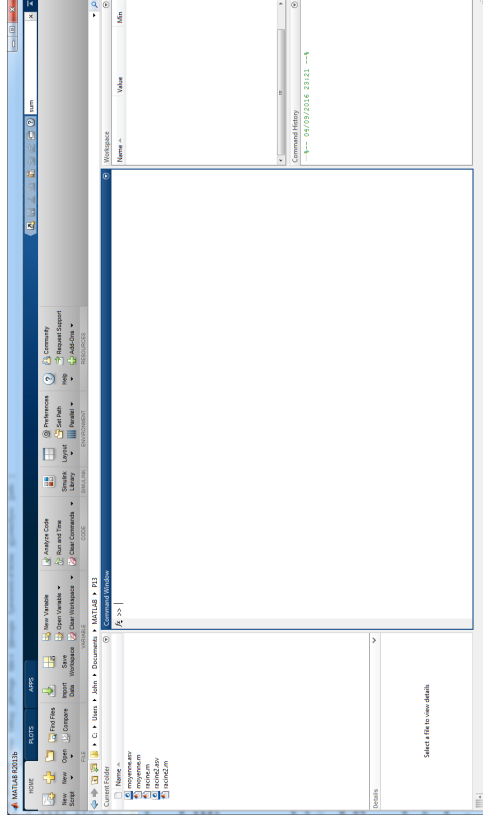 MATLAB R2013b
HOME PLOTS APPS sum
New Script
New
Open
Find Files
Compare
Import Data
Save Workspace
New Variable
Open Variable
Clear Workspace
Analyze Code
Run and Time
Clear Commands
Simulink Library
Layout
Preferences
Set Path
Parallel
Help
Community
Request Support
Add-Ons
FILE VARIABLE CODE SIMULINK ENVIRONMENT RESOURCES
C: Users John Documents MATLAB P13
Current Folder
Name
moyenne.asv
moyenne.m
racine.m
racine2.asv
racine2.m
Details
Select a file to view details
Command Window
fx >>
Workspace
Name Value Min
Command History
%-- 04/09/2016 23:21 --%